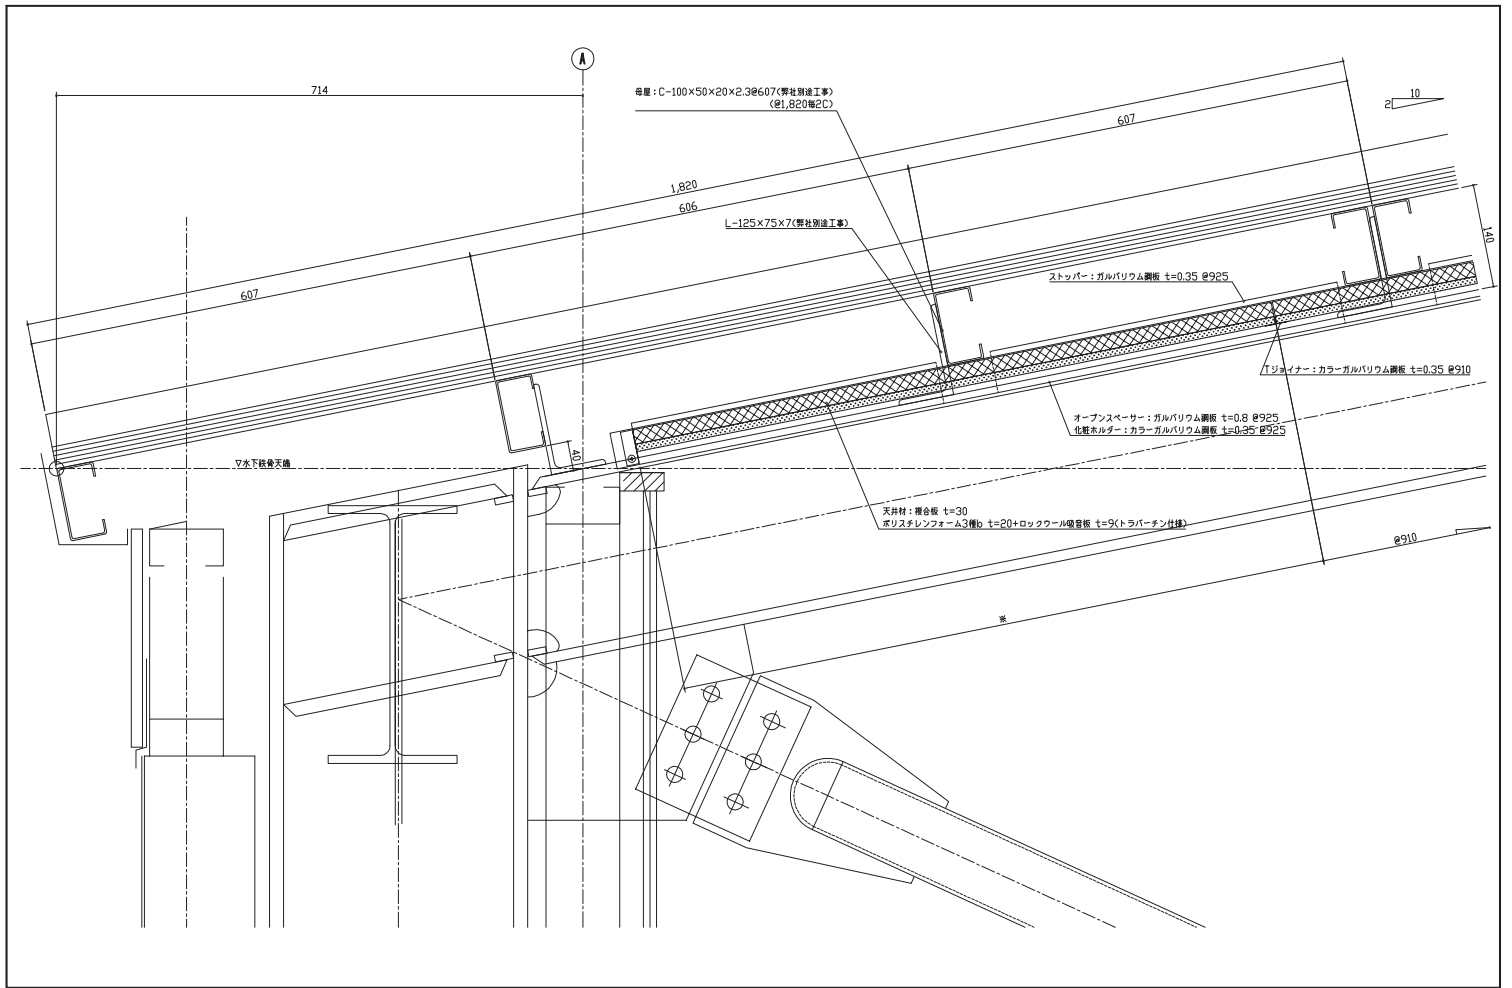 A
714
母屋：C-100×50×20×2.3@607(弊社別途工事)
(@1,820毎2C)
10
2
607
1,820
606
L-125×75×7(弊社別途工事)
140
ストッパー：ガルバリウム鋼板 t=0.35 @925
607
Tジョイナー：カラーガルバリウム鋼板 t=0.35 @910
オープンスペーサー：ガルバリウム鋼板 t=0.8 @925
化粧ホルダー：カラーガルバリウム鋼板 t=0.35 @925
40
▽水下鉄骨天端
天井材：複合板 t=30
ポリスチレンフォーム3種b t=20+ロックウール吸音板 t=9(トラバーチン仕様)
@910
※